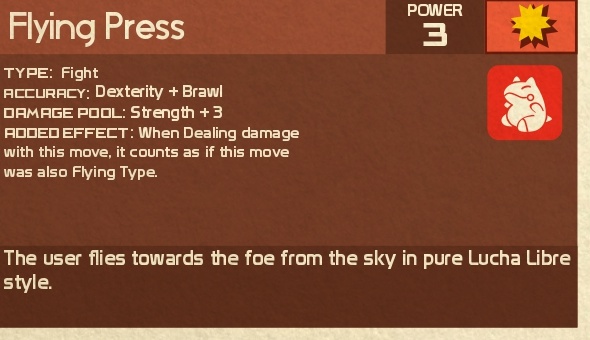 Flying Press
POWER
3
TYPE: Fight
ACCURACY: Dexterity + Brawl
DAMAGE POOL: Strength + 3
ADDED EFFECT: When Dealing damage
with this move, it counts as if this move
was also Flying Type.
The user flies towards the foe from the sky in pure Lucha Libre
style.